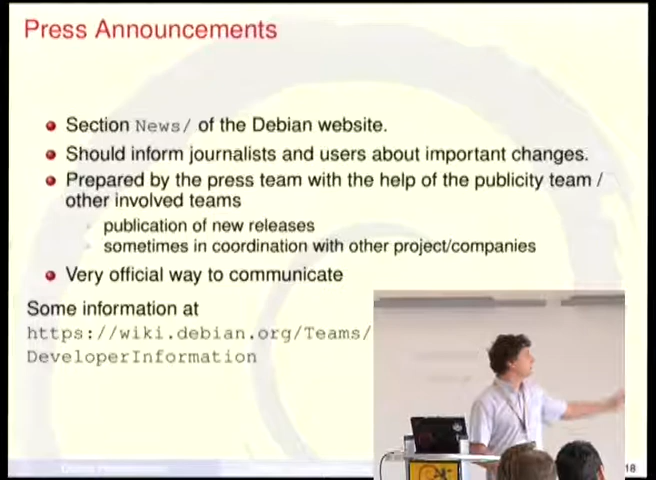 Press Announcements
Section News/ of the Debian website.
Should inform journalists and users about important changes.
Prepared by the press team with the help of the publicity team /
other involved teams
publication of new releases
sometimes in coordination with other project/companies
Very official way to communicate
Some information at
https://wiki.debian.org/Teams/
DeveloperInformation
18